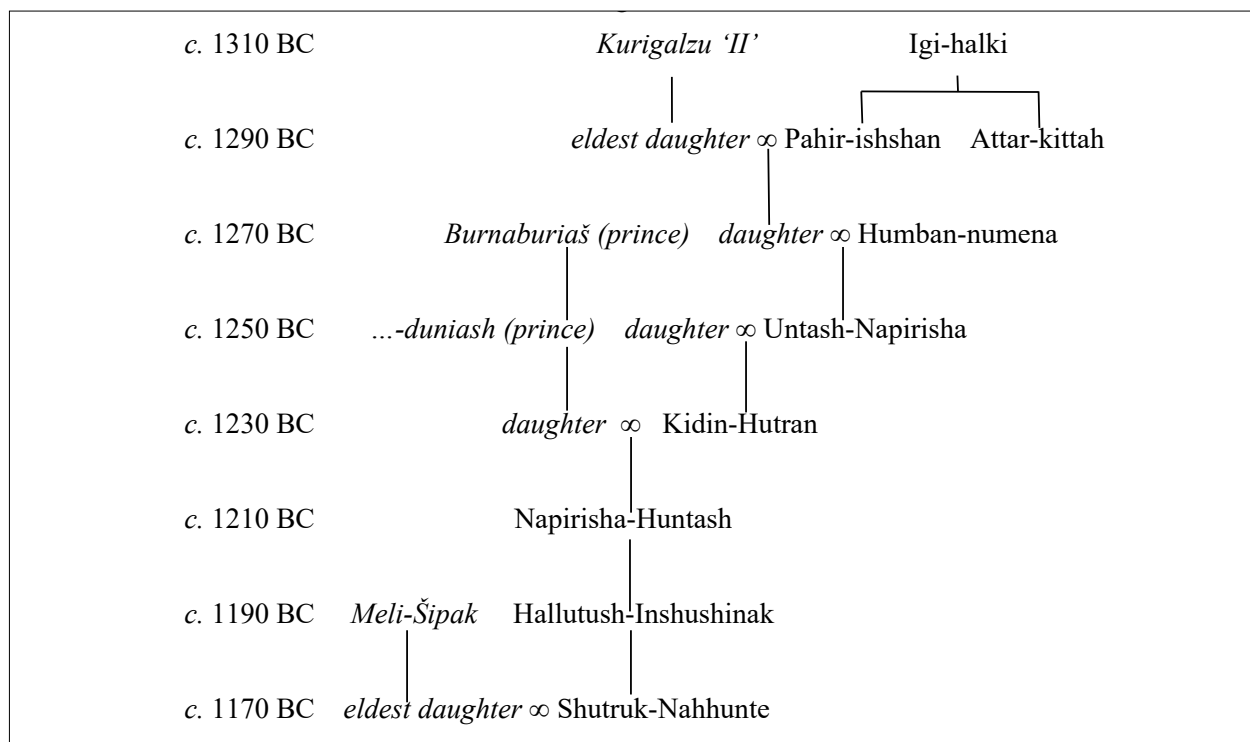 c. 1310 BC Kurigalzu ‘II’ Igi-halki
c. 1290 BC eldest daughter ∞ Pahir-ishshan Attar-kittah
c. 1270 BC Burnaburiaš (prince) daughter ∞ Humban-numena
c. 1250 BC ...-duniash (prince) daughter ∞ Untash-Napirisha
c. 1230 BC daughter ∞ Kidin-Hutran
c. 1210 BC Napirisha-Huntash
c. 1190 BC Meli-Šipak Hallutush-Inshushinak
c. 1170 BC eldest daughter ∞ Shutruk-Nahhunte